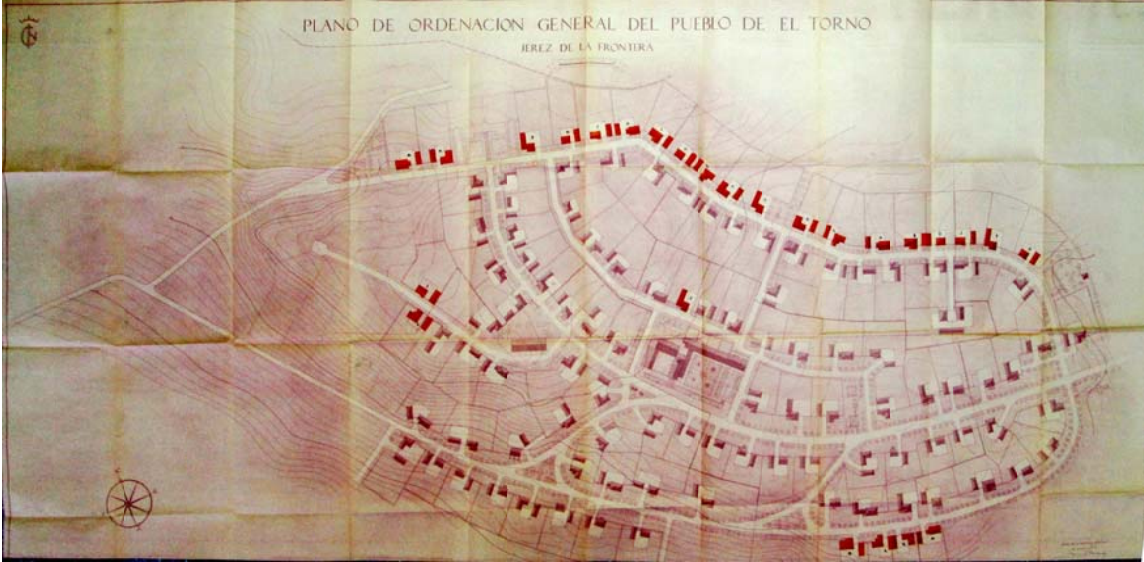 PLANO DE ORDENACION GENERAL DEL PUEBLO DE EL TORNO
JEREZ DE LA FRONTERA